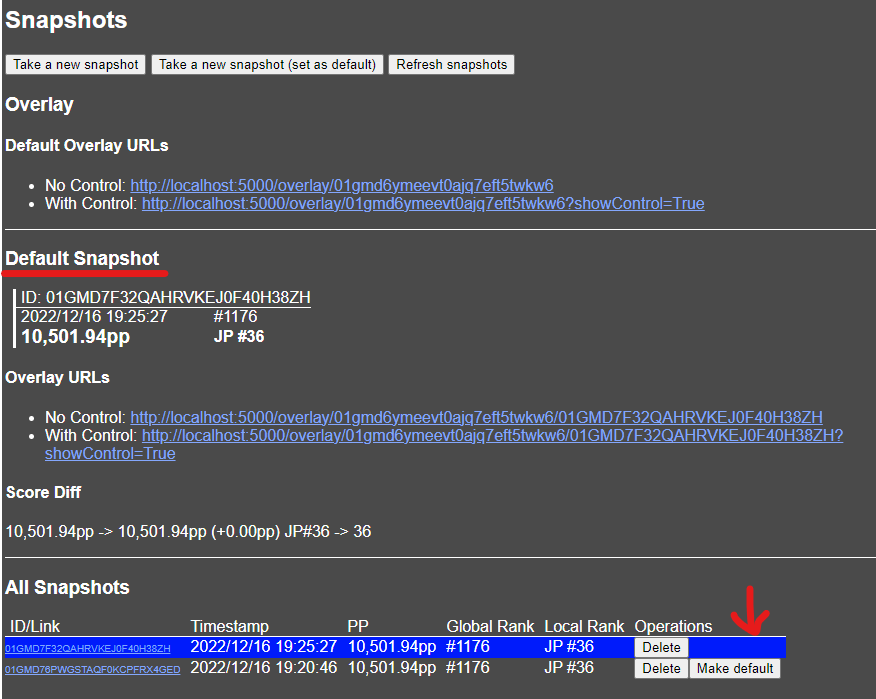 Snapshots
Take a new snapshot Take a new snapshot (set as default) Refresh snapshots
Overlay
Default Overlay URLs
No Control: http://localhost:5000/overlay/01gmd6ymeevt0ajq7eft5twkw6
With Control: http://localhost:5000/overlay/01gmd6ymeevt0ajq7eft5twkw6?showControl=True
Default Snapshot
ID: 01GMD7F32QAHRVKEJ0F40H38ZH
2022/12/16 19:25:27 #1176
10,501.94pp JP #36
Overlay URLs
No Control: http://localhost:5000/overlay/01gmd6ymeevt0ajq7eft5twkw6/01GMD7F32QAHRVKEJ0F40H38ZH
With Control: http://localhost:5000/overlay/01gmd6ymeevt0ajq7eft5twkw6/01GMD7F32QAHRVKEJ0F40H38ZH?
showControl=True
Score Diff
10,501.94pp -> 10,501.94pp (+0.00pp) JP#36 -> 36
All Snapshots
ID/Link Timestamp PP Global Rank Local Rank Operations
01GMD7F32QAHRVKEJ0F40H38ZH 2022/12/16 19:25:27 10,501.94pp #1176 JP #36 Delete
01GMD76PWGSTAQF0KCPFRX4GED 2022/12/16 19:20:46 10,501.94pp #1176 JP #36 Delete Make default